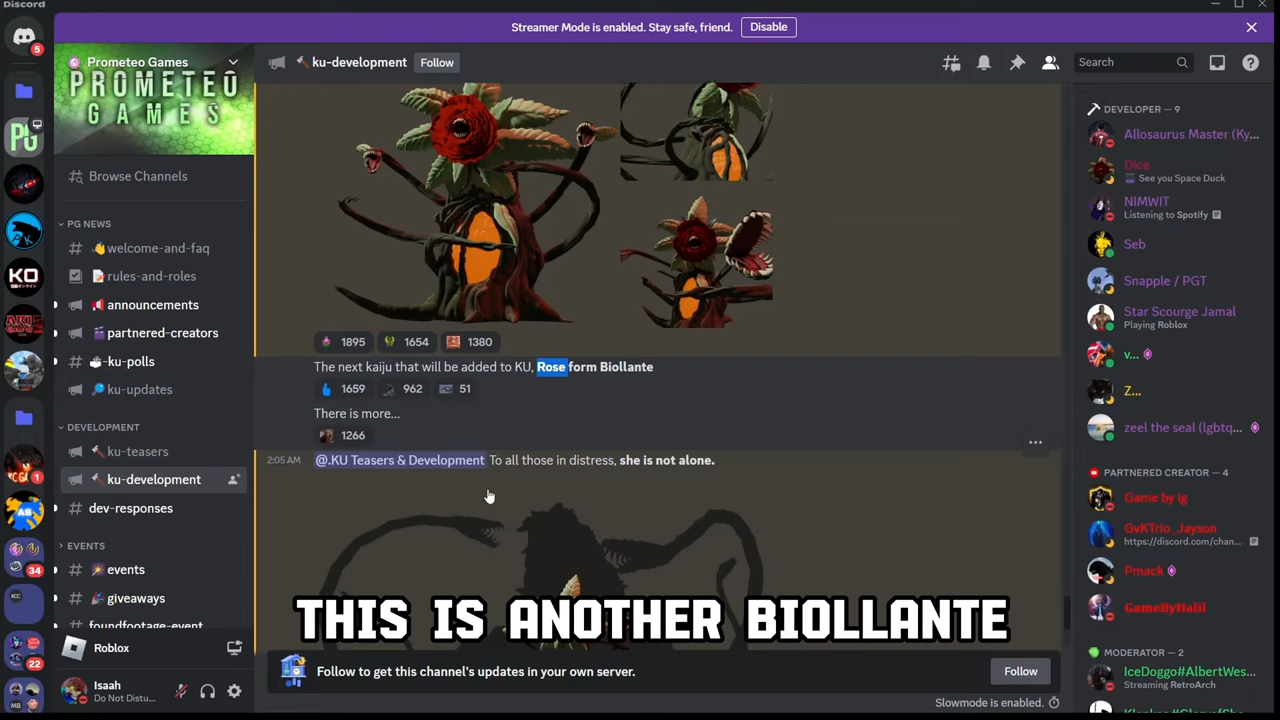 Discord
Streamer Mode is enabled. Stay safe, friend.
Disable
5
Prometeo Games
PROMETEO
GAMES
ku-development
Follow
Search
PG
Browse Channels
PG NEWS
welcome-and-faq
rules-and-roles
announcements
partnered-creators
ku-polls
ku-updates
DEVELOPMENT
ku-teasers
ku-development
dev-responses
EVENTS
events
giveaways
foundfootage-event
KO
1
AS
34
22
Roblox
Isaah
Do Not Distu...
1895
1654
1380
The next kaiju that will be added to KU, Rose form Biollante
1659
962
51
There is more...
1266
2:05 AM
@.KU Teasers & Development To all those in distress, she is not alone.
THIS IS ANOTHER BIOLLANTE
Follow to get this channel's updates in your own server.
Follow
Slowmode is enabled.
DEVELOPER — 9
Allosaurus Master (Ky...
Dice
See you Space Duck
NIMWIT
Listening to Spotify
Seb
Snapple / PGT
Star Scourge Jamal
Playing Roblox
v...
Z...
zeel the seal (lgbtq...
PARTNERED CREATOR — 4
Game by ig
GvKTrio_Jayson
https://discord.com/chan...
Pmack
GameByHalil
MODERATOR — 2
IceDoggo#AlbertWes...
Streaming RetroArch